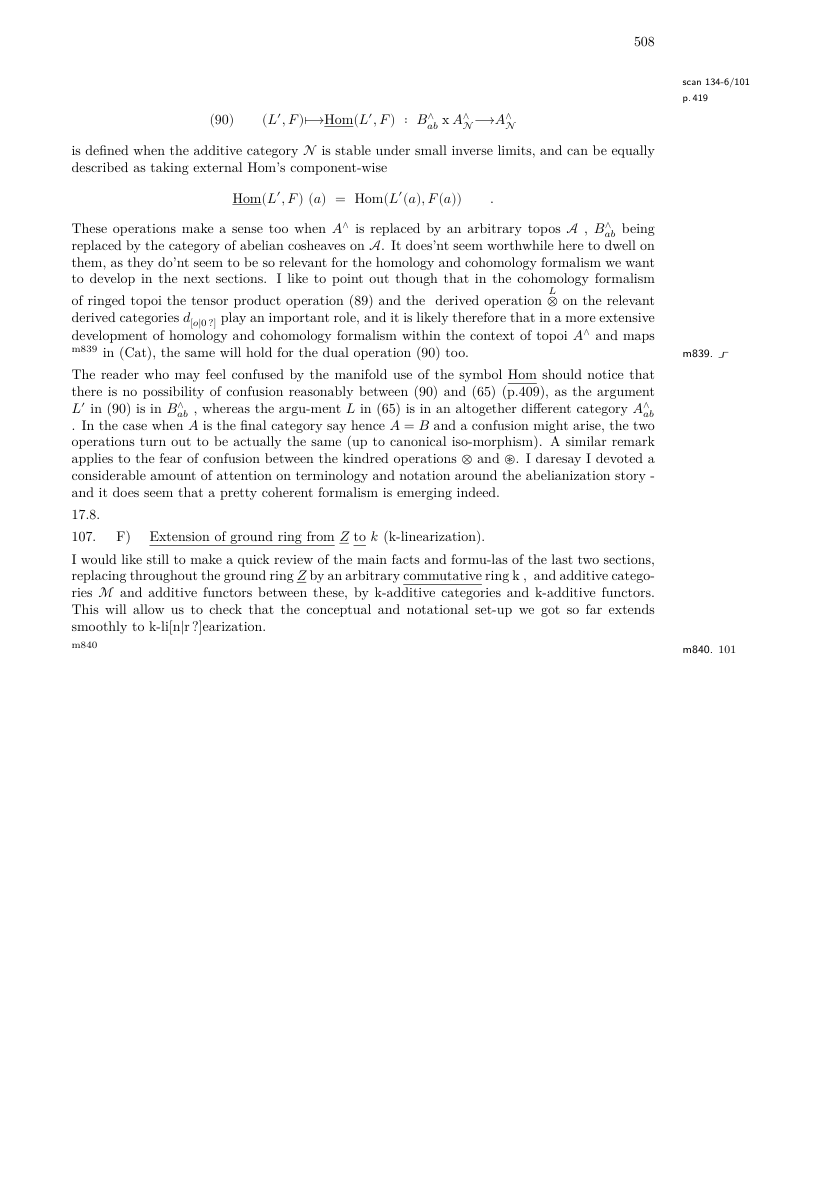 508
scan 134-6/101
p. 419
(90) (L′, F)⟼Hom(L′, F) : B^∧_ab x A^∧_𝒩 ⟶A^∧_𝒩
is defined when the additive category 𝒩 is stable under small inverse limits, and can be equally
described as taking external Hom's component-wise
Hom(L′, F) (a) = Hom(L′(a), F(a)) .
These operations make a sense too when A^∧ is replaced by an arbitrary topos 𝒜 , B^∧_ab being
replaced by the category of abelian cosheaves on 𝒜. It does'nt seem worthwhile here to dwell on
them, as they do'nt seem to be so relevant for the homology and cohomology formalism we want
to develop in the next sections. I like to point out though that in the cohomology formalism
of ringed topoi the tensor product operation (89) and the derived operation ⊗^L on the relevant
derived categories d_[o|0 ?] play an important role, and it is likely therefore that in a more extensive
development of homology and cohomology formalism within the context of topoi A^∧ and maps
m839 in (Cat), the same will hold for the dual operation (90) too.
m839.
The reader who may feel confused by the manifold use of the symbol Hom should notice that
there is no possibility of confusion reasonably between (90) and (65) (p.409), as the argument
L′ in (90) is in B^∧_ab , whereas the argu-ment L in (65) is in an altogether different category A^∧_ab
. In the case when A is the final category say hence A = B and a confusion might arise, the two
operations turn out to be actually the same (up to canonical iso-morphism). A similar remark
applies to the fear of confusion between the kindred operations ⊗ and ⊛. I daresay I devoted a
considerable amount of attention on terminology and notation around the abelianization story -
and it does seem that a pretty coherent formalism is emerging indeed.
17.8.
107. F) Extension of ground ring from Z to k (k-linearization).
I would like still to make a quick review of the main facts and formu-las of the last two sections,
replacing throughout the ground ring Z by an arbitrary commutative ring k , and additive catego-
ries ℳ and additive functors between these, by k-additive categories and k-additive functors.
This will allow us to check that the conceptual and notational set-up we got so far extends
smoothly to k-li[n|r ?]earization.
m840
m840. 101